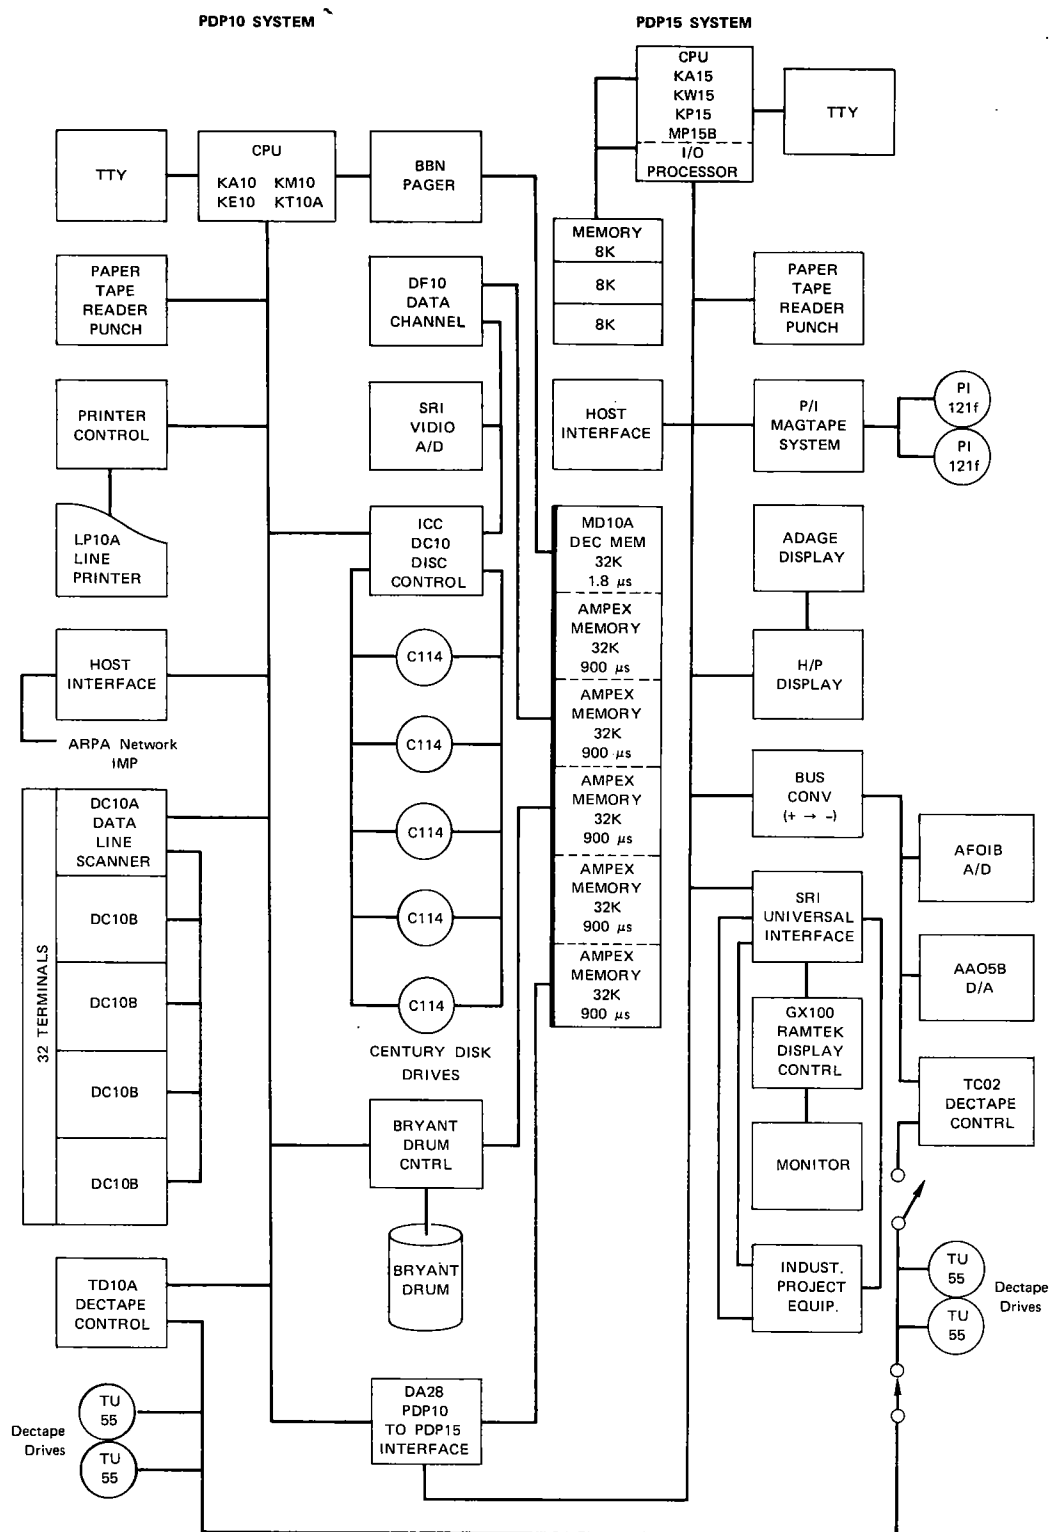 PDP10 SYSTEM
PDP15 SYSTEM
TTY
CPU
KA10 KM10
KE10 KT10A
BBN
PAGER
CPU
KA15
KW15
KP15
MP15B
I/O
PROCESSOR
TTY
PAPER
TAPE
READER
PUNCH
DF10
DATA
CHANNEL
MEMORY
8K
8K
8K
PAPER
TAPE
READER
PUNCH
PRINTER
CONTROL
SRI
VIDIO
A/D
HOST
INTERFACE
P/I
MAGTAPE
SYSTEM
PI
121f
PI
121f
LP10A
LINE
PRINTER
ICC
DC10
DISC
CONTROL
MD10A
DEC MEM
32K
1.8 μs
ADAGE
DISPLAY
HOST
INTERFACE
ARPA Network
IMP
C114
C114
C114
C114
C114
CENTURY DISK
DRIVES
AMPEX
MEMORY
32K
900 μs
AMPEX
MEMORY
32K
900 μs
AMPEX
MEMORY
32K
900 μs
AMPEX
MEMORY
32K
900 μs
AMPEX
MEMORY
32K
900 μs
H/P
DISPLAY
BUS
CONV
(+ → −)
AFOIB
A/D
SRI
UNIVERSAL
INTERFACE
AAO5B
D/A
GX100
RAMTEK
DISPLAY
CONTRL
TC02
DECTAPE
CONTRL
MONITOR
32 TERMINALS
DC10A
DATA
LINE
SCANNER
DC10B
DC10B
DC10B
DC10B
BRYANT
DRUM
CNTRL
BRYANT
DRUM
INDUST.
PROJECT
EQUIP.
TU
55
TU
55
Dectape
Drives
TD10A
DECTAPE
CONTROL
Dectape
Drives
TU
55
TU
55
DA28
PDP10
TO PDP15
INTERFACE